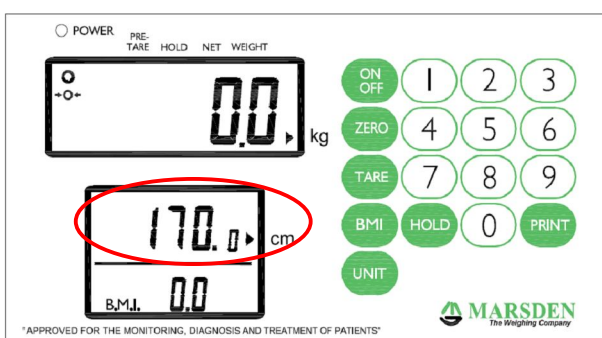 POWER
PRE-
TARE HOLD NET WEIGHT
0.0 kg
170.0 cm
B.M.I. 0.0
ON
OFF
1 2 3
ZERO 4 5 6
TARE 7 8 9
BMI HOLD 0 PRINT
UNIT
MARSDEN
The Weighing Company
"APPROVED FOR THE MONITORING, DIAGNOSIS AND TREATMENT OF PATIENTS"